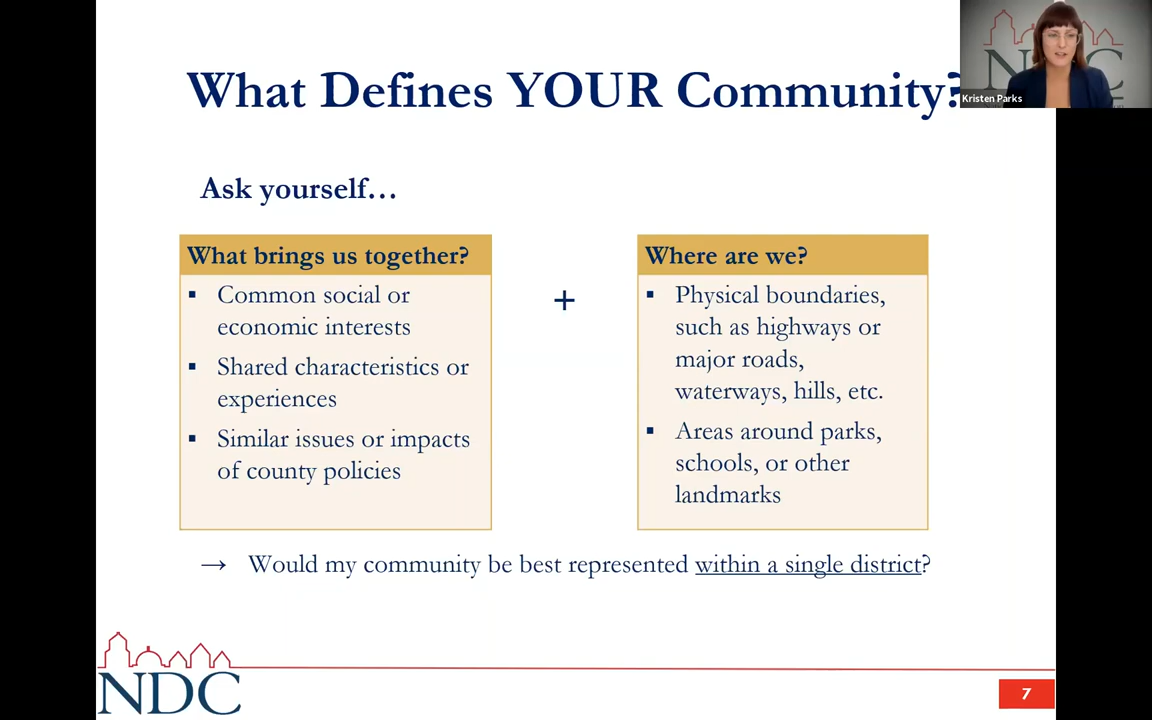 What Defines YOUR Community?
NDC
Kristen Parks
Ask yourself…
What brings us together?
▪ Common social or
economic interests
▪ Shared characteristics or
experiences
▪ Similar issues or impacts
of county policies
+
Where are we?
▪ Physical boundaries,
such as highways or
major roads,
waterways, hills, etc.
▪ Areas around parks,
schools, or other
landmarks
→ Would my community be best represented within a single district?
NDC
7